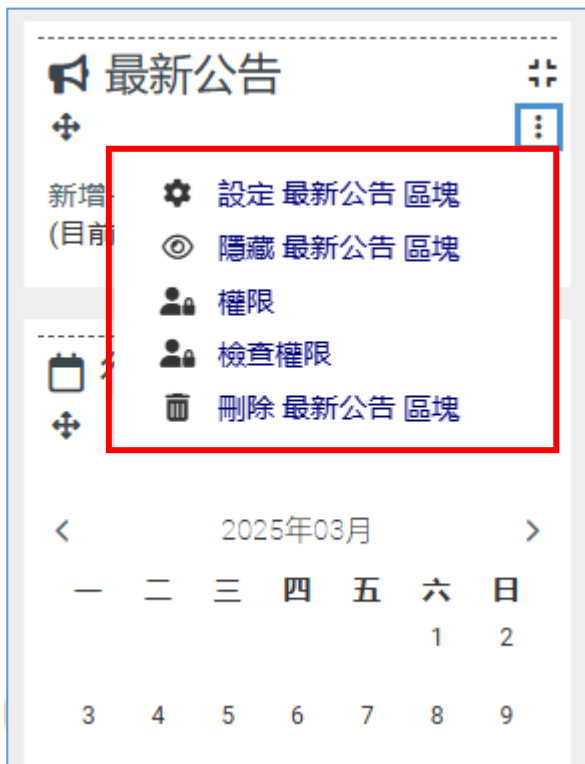 最新公告
新增
(目前
設定 最新公告 區塊
隱藏 最新公告 區塊
權限
檢查權限
刪除 最新公告 區塊
2025年03月
一 二 三 四 五 六 日
1 2
3 4 5 6 7 8 9